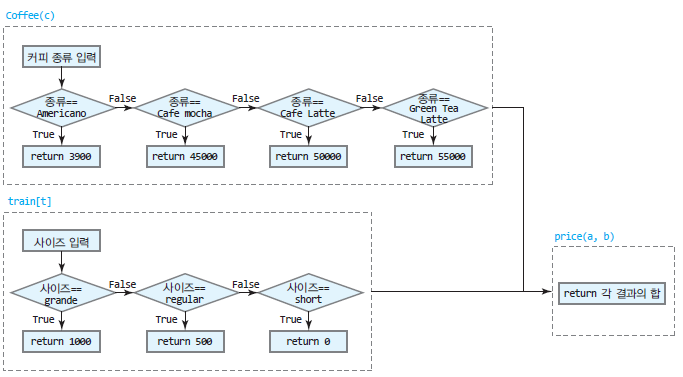 Coffee(c)
커피 종류 입력
종류==
Americano
False
종류==
Cafe mocha
False
종류==
Cafe Latte
False
종류==
Green Tea
Latte
True
True
True
True
return 3900
return 45000
return 50000
return 55000
train[t]
사이즈 입력
사이즈==
grande
False
사이즈==
regular
False
사이즈==
short
True
True
True
return 1000
return 500
return 0
price(a, b)
return 각 결과의 합